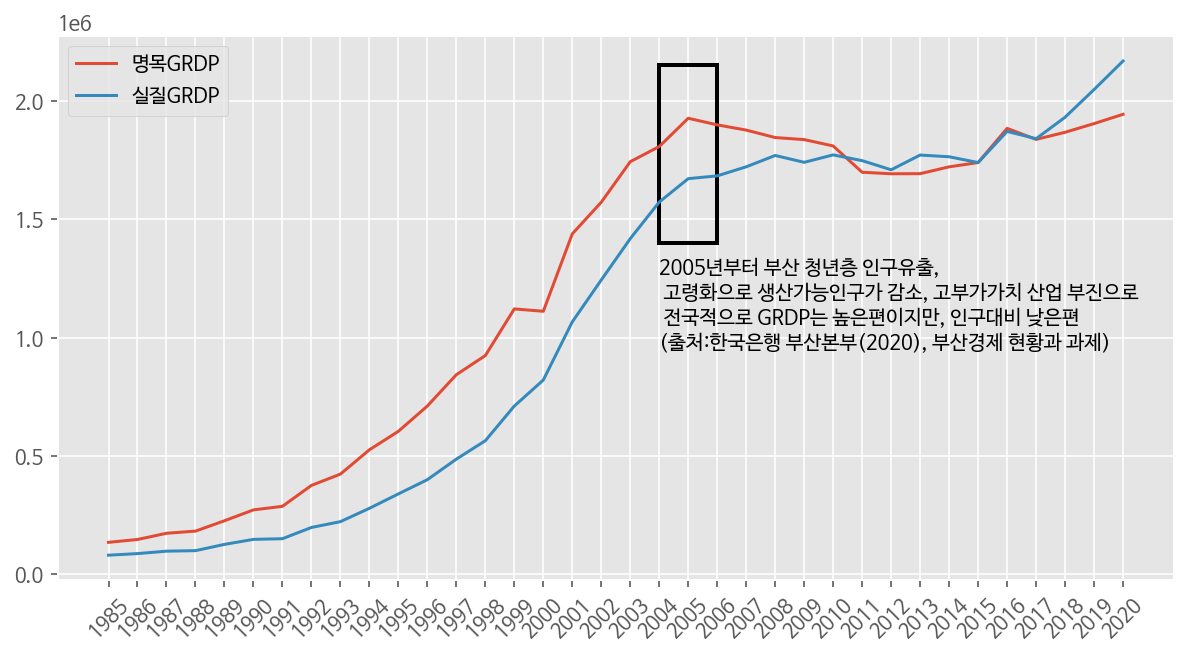 1e6
명목GRDP
실질GRDP
2.0
1.5
1.0
0.5
0.0
2005년부터 부산 청년층 인구유출,
고령화으로 생산가능인구가 감소, 고부가가치 산업 부진으로
전국적으로 GRDP는 높은편이지만, 인구대비 낮은편
(출처:한국은행 부산본부(2020), 부산경제 현황과 과제)
1985 1986 1987 1988 1989 1990 1991 1992 1993 1994 1995 1996 1997 1998 1999 2000 2001 2002 2003 2004 2005 2006 2007 2008 2009 2010 2011 2012 2013 2014 2015 2016 2017 2018 2019 2020